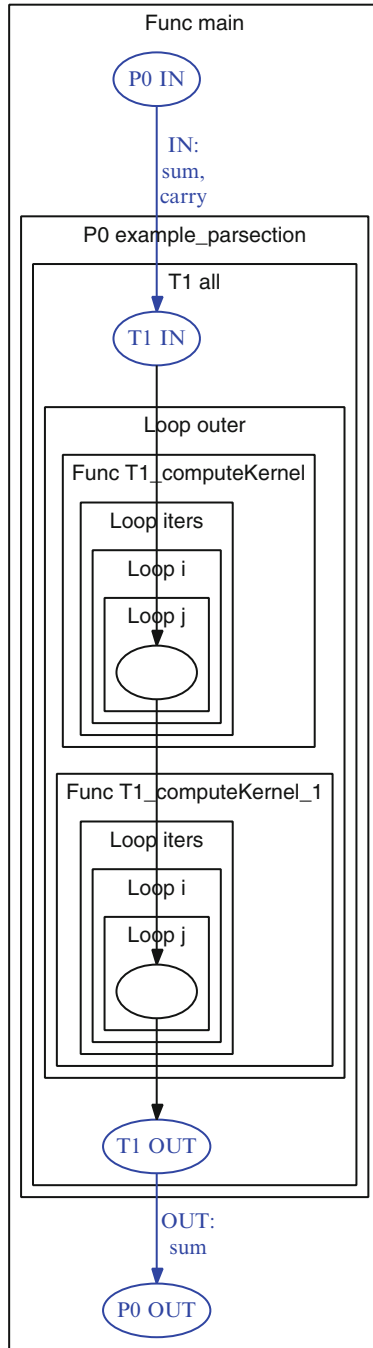 Func main
P0 IN
IN:
sum,
carry
P0 example_parsection
T1 all
T1 IN
Loop outer
Func T1_computeKernel
Loop iters
Loop i
Loop j
Func T1_computeKernel_1
Loop iters
Loop i
Loop j
T1 OUT
OUT:
sum
P0 OUT